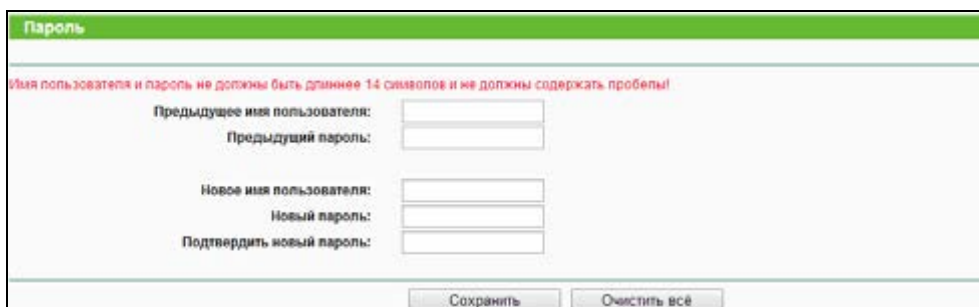 Пароль
Имя пользователя и пароль не должны быть длиннее 14 символов и не должны содержать пробелы!
Предыдущее имя пользователя:
Предыдущий пароль:
Новое имя пользователя:
Новый пароль:
Подтвердить новый пароль:
Сохранить Очистить всё